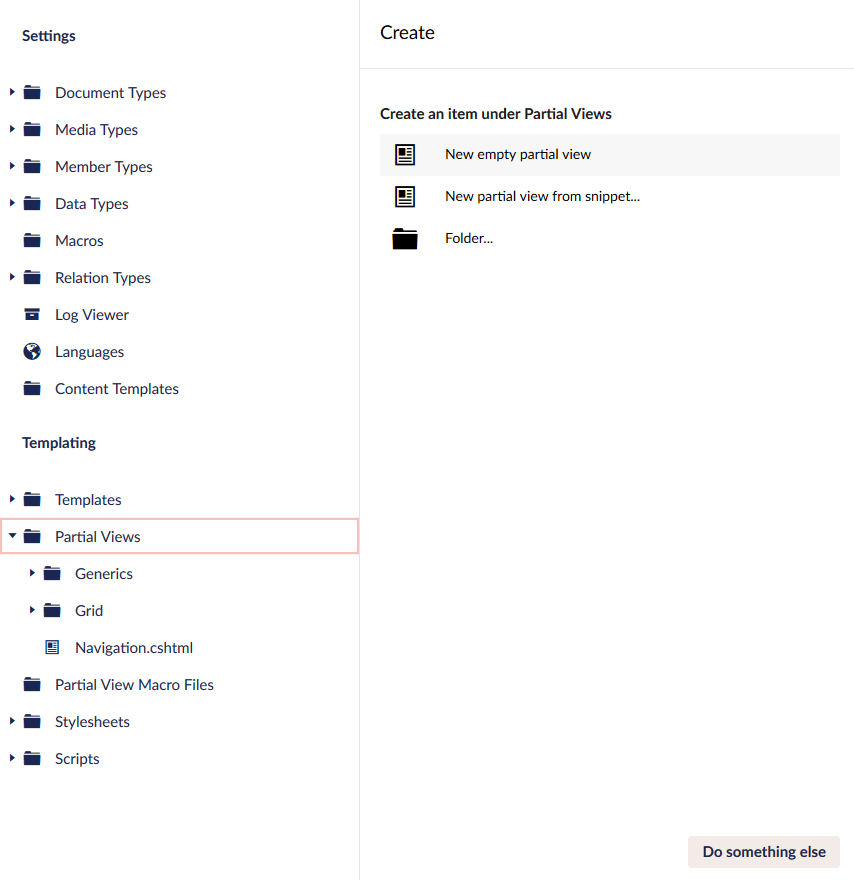 Settings
Document Types
Media Types
Member Types
Data Types
Macros
Relation Types
Log Viewer
Languages
Content Templates
Templating
Templates
Partial Views
Generics
Grid
Navigation.cshtml
Partial View Macro Files
Stylesheets
Scripts
Create
Create an item under Partial Views
New empty partial view
New partial view from snippet...
Folder...
Do something else